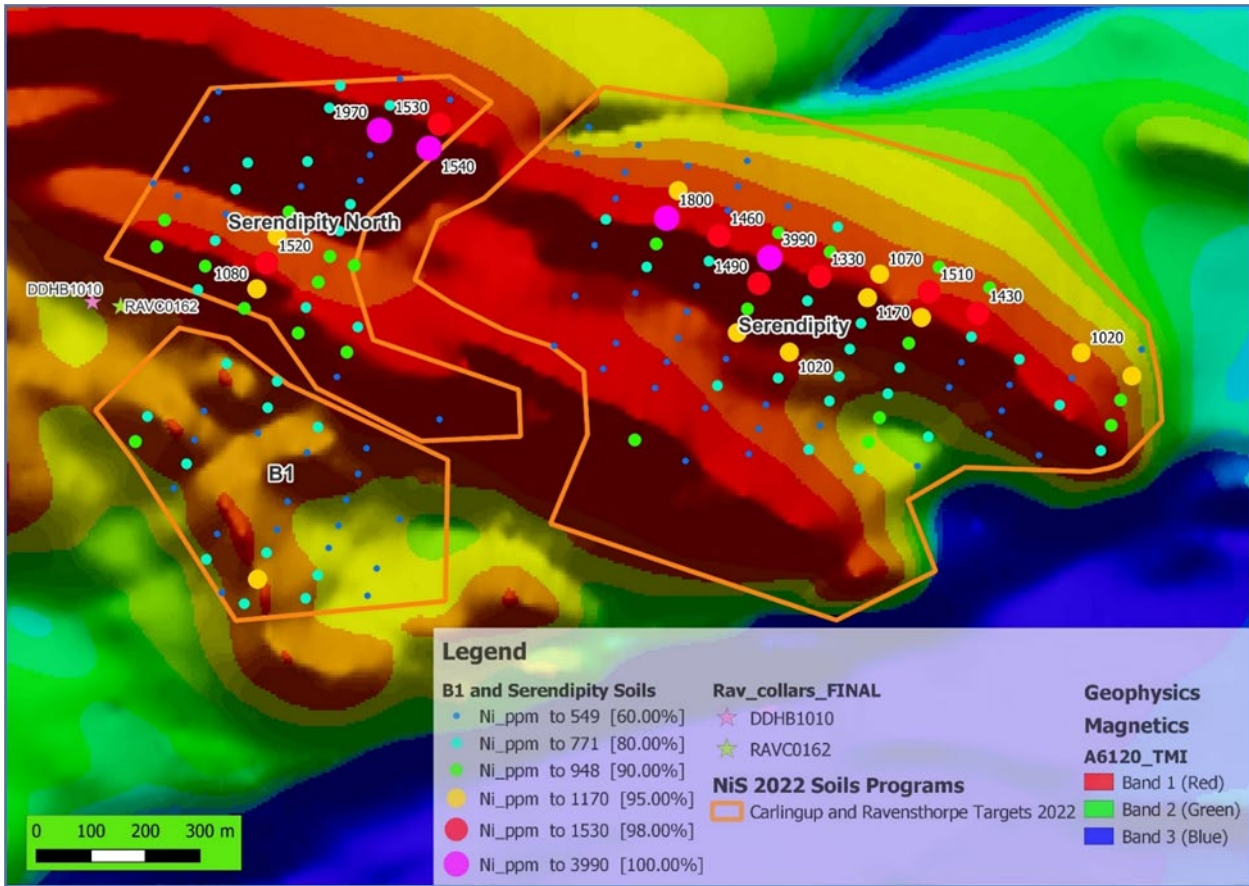 1970
1530
1540
Serendipity North
1520
1080
DDHB1010
RAVC0162
1800
1460
3990
1490
1330
1070
1510
1170
1430
Serendipity
1020
1020
B1
Legend
B1 and Serendipity Soils
Ni_ppm to 549 [60.00%]
Ni_ppm to 771 [80.00%]
Ni_ppm to 948 [90.00%]
Ni_ppm to 1170 [95.00%]
Ni_ppm to 1530 [98.00%]
Ni_ppm to 3990 [100.00%]
Rav_collars_FINAL
DDHB1010
RAVC0162
NiS 2022 Soils Programs
Carlingup and Ravensthorpe Targets 2022
Geophysics
Magnetics
A6120_TMI
Band 1 (Red)
Band 2 (Green)
Band 3 (Blue)
0 100 200 300 m